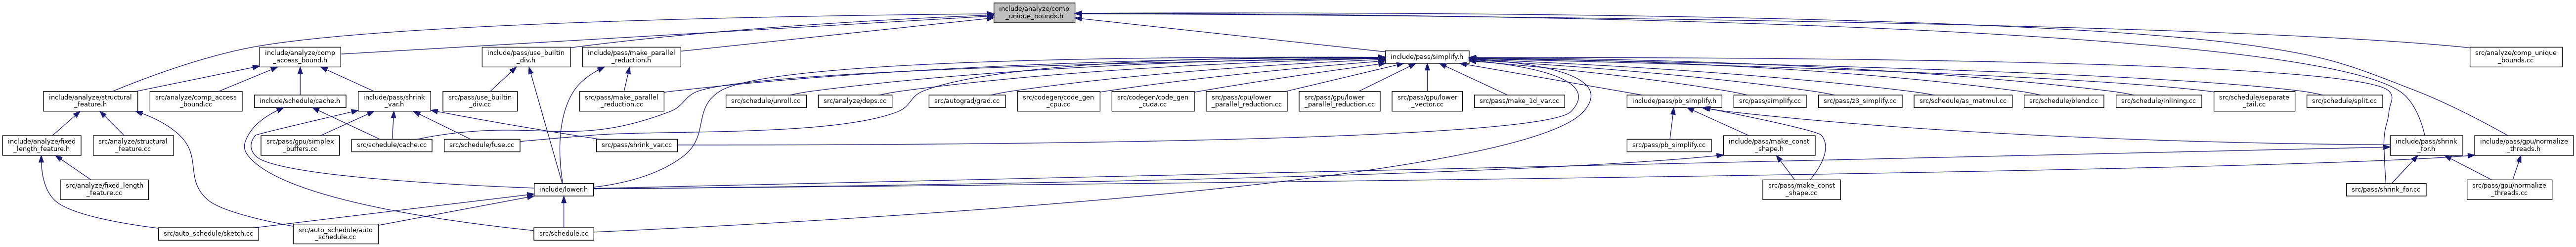 include/analyze/comp
_unique_bounds.h
include/analyze/comp
_access_bound.h
include/pass/use_builtin
_div.h
include/pass/make_parallel
_reduction.h
include/pass/simplify.h
src/analyze/comp_unique
_bounds.cc
include/analyze/structural
_feature.h
src/analyze/comp_access
_bound.cc
include/schedule/cache.h
include/pass/shrink
_var.h
src/pass/use_builtin
_div.cc
src/pass/make_parallel
_reduction.cc
src/schedule/unroll.cc
src/analyze/deps.cc
src/autograd/grad.cc
src/codegen/code_gen
_cpu.cc
src/codegen/code_gen
_cuda.cc
src/pass/cpu/lower
_parallel_reduction.cc
src/pass/gpu/lower
_parallel_reduction.cc
src/pass/gpu/lower
_vector.cc
src/pass/make_1d_var.cc
include/pass/pb_simplify.h
src/pass/simplify.cc
src/pass/z3_simplify.cc
src/schedule/as_matmul.cc
src/schedule/blend.cc
src/schedule/inlining.cc
src/schedule/separate
_tail.cc
src/schedule/split.cc
include/analyze/fixed
_length_feature.h
src/analyze/structural
_feature.cc
src/pass/gpu/simplex
_buffers.cc
src/schedule/cache.cc
src/schedule/fuse.cc
src/pass/shrink_var.cc
src/pass/pb_simplify.cc
include/pass/make_const
_shape.h
include/pass/shrink
_for.h
include/pass/gpu/normalize
_threads.h
src/analyze/fixed_length
_feature.cc
include/lower.h
src/pass/make_const
_shape.cc
src/pass/shrink_for.cc
src/pass/gpu/normalize
_threads.cc
src/auto_schedule/sketch.cc
src/auto_schedule/auto
_schedule.cc
src/schedule.cc